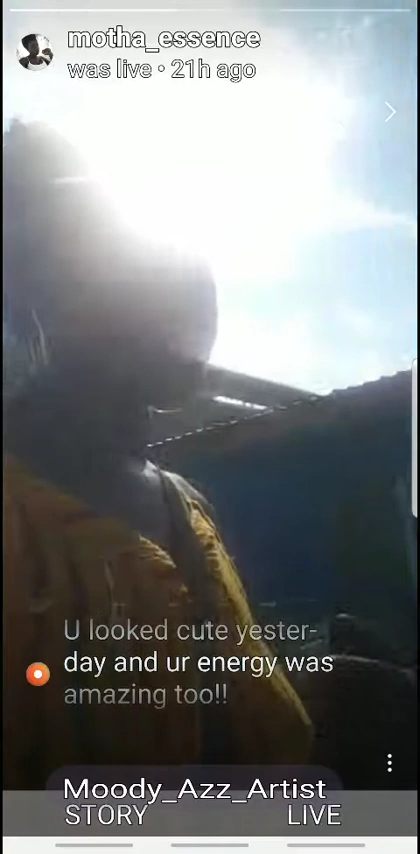 motha_essence
was live • 21h ago
U looked cute yester-
day and ur energy was
amazing too!!
Moody_Azz_Artist
STORY LIVE